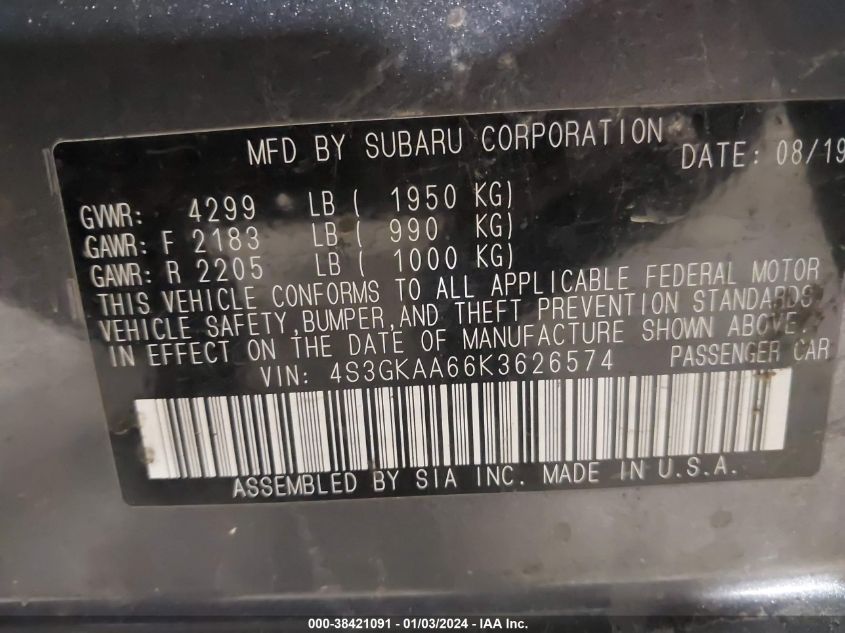 MFD BY SUBARU CORPORATION DATE: 08/19
GVWR: 4299 LB ( 1950 KG)
GAWR: F 2183 LB ( 990 KG)
GAWR: R 2205 LB ( 1000 KG)
THIS VEHICLE CONFORMS TO ALL APPLICABLE FEDERAL MOTOR
VEHICLE SAFETY,BUMPER,AND THEFT PREVENTION STANDARDS
IN EFFECT ON THE DATE OF MANUFACTURE SHOWN ABOVE.
VIN: 4S3GKAA66K3626574 PASSENGER CAR
ASSEMBLED BY SIA INC. MADE IN U.S.A.
000-38421091 - 01/03/2024 - IAA Inc.